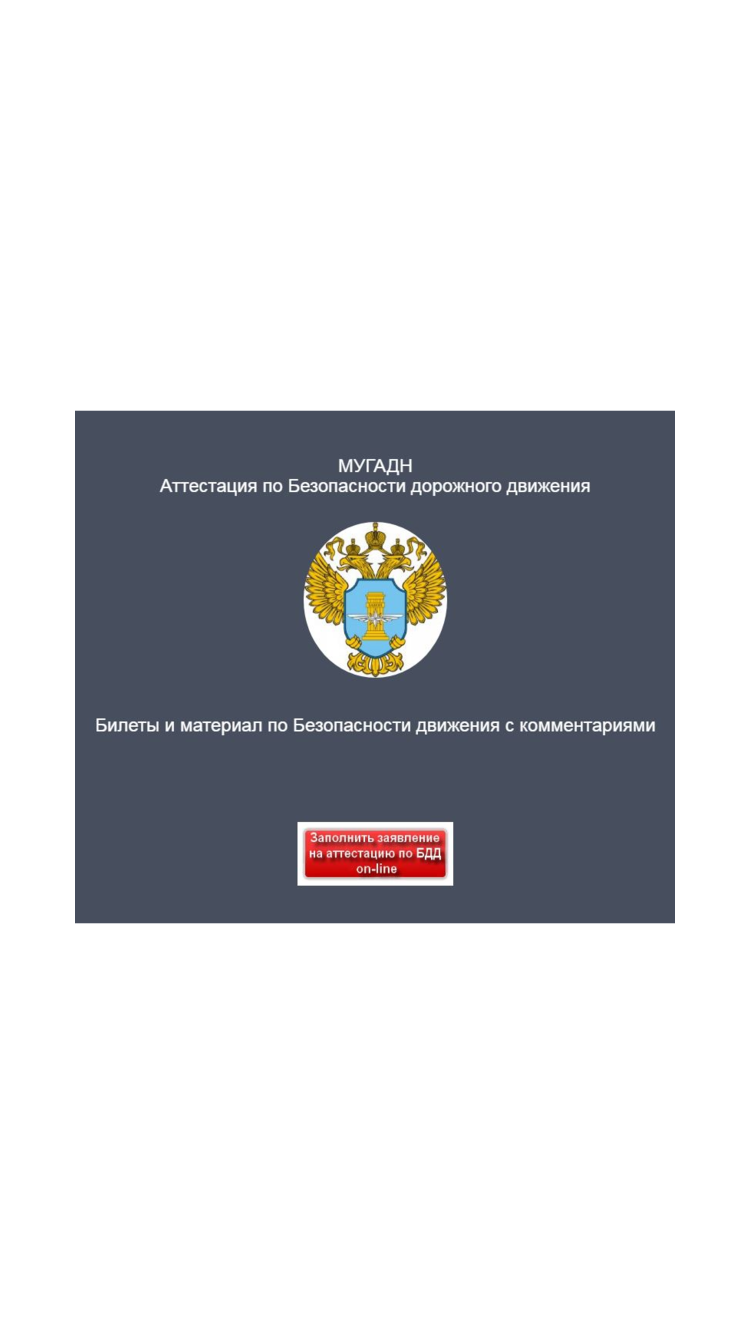 МУГАДН
Аттестация по Безопасности дорожного движения
Билеты и материал по Безопасности движения с комментариями
Заполнить заявление
на аттестацию по БДД
on-line